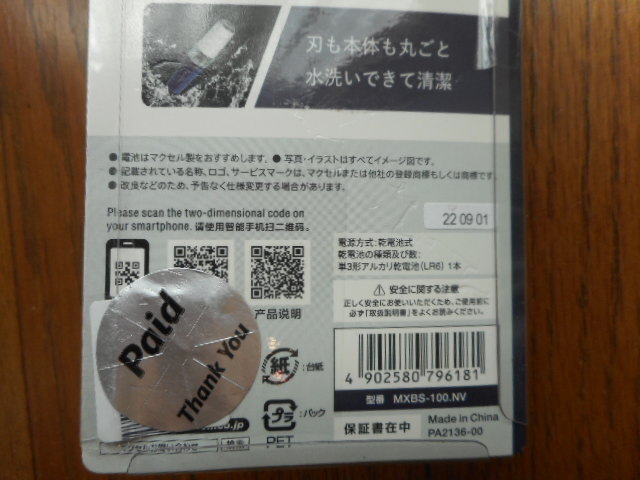 刃も本体も丸ごと
水洗いできて清潔
●電池はマクセル製をおすすめします。 ●写真・イラストはすべてイメージ図です。
●記載されている名称、ロゴ、サービスマークは、マクセルまたは他社の登録商標もしくは商標です
●改良などのため、予告なく仕様変更する場合があります。
Please scan the two-dimensional code on
your smartphone. 请使用智能手机扫二维码。
22 09 01
电源方式:乾電池式
乾電池の種類及び数:
単3形アルカリ乾電池(LR6) 1本
⚠安全に関する注意
正しく安全にお使いいただくため、ご使用前に
必ず「取扱説明書」をよくお読みください。
产品说明
Paid
Thank You
紙 :台紙
プラ :パック
PET
4 902580 796181
型番 MXBS-100.NV
保証書在中
Made in China
PA2136-00